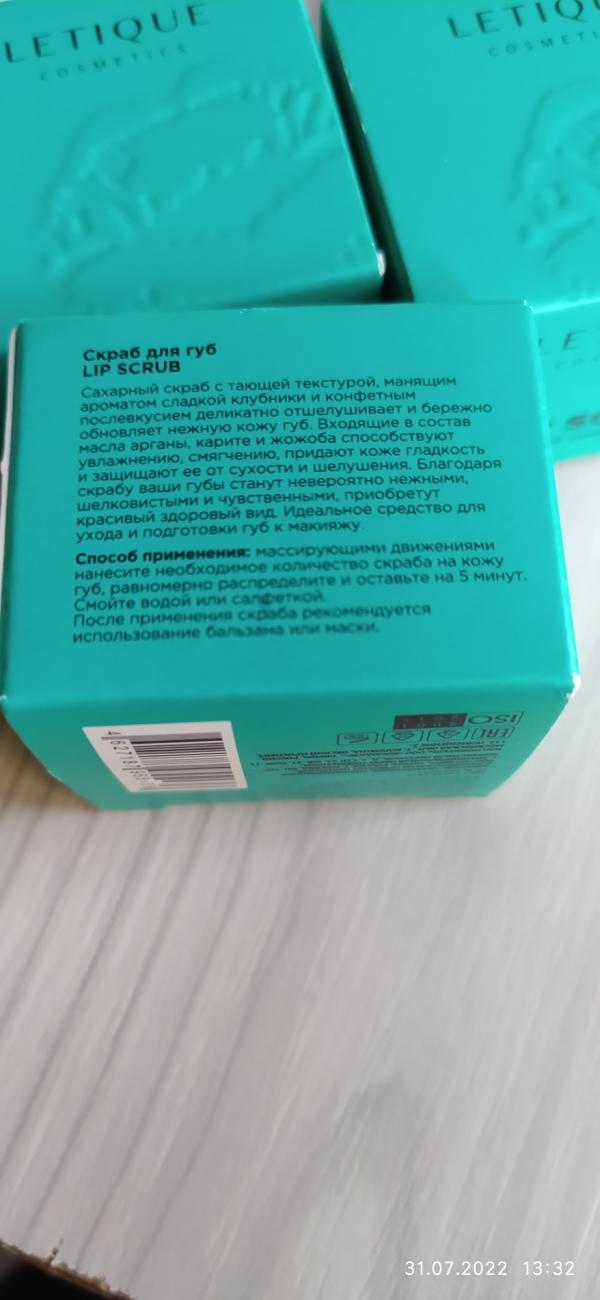 LETIQUE
COSMETICS
LETIQU
COSMETI
Скраб для губ
LIP SCRUB
Сахарный скраб с тающей текстурой, манящим
ароматом сладкой клубники и конфетным
послевкусием деликатно отшелушивает и бережно
обновляет нежную кожу губ. Входящие в состав
масла арганы, карите и жожоба способствуют
увлажнению, смягчению, придают коже гладкость
и защищают ее от сухости и шелушения. Благодаря
скрабу ваши губы станут невероятно нежными,
шелковистыми и чувственными, приобретут
красивый здоровый вид. Идеальное средство для
ухода и подготовки губ к макияжу.
Способ применения: массирующими движениями
нанесите необходимое количество скраба на кожу
губ, равномерно распределите и оставьте на 5 минут.
Смойте водой или салфеткой.
После применения скраба рекомендуется
использование бальзама или маски.
ISO
EAC
31.07.2022 13:32